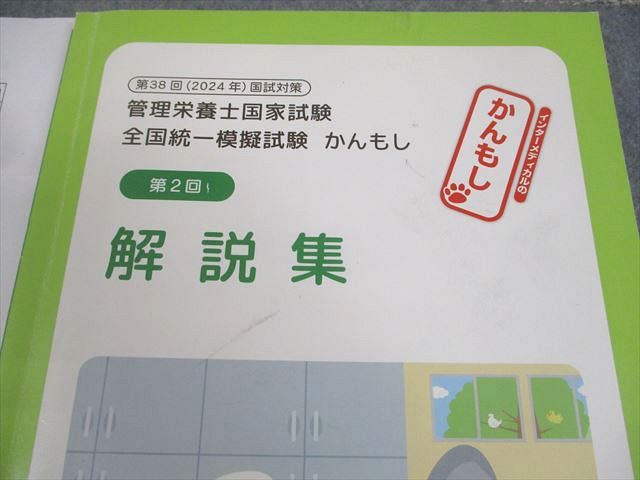 第38回(2024年)国試対策
管理栄養士国家試験
全国統一模擬試験 かんもし
第2回
解説集
インターメディカルの
かんもし